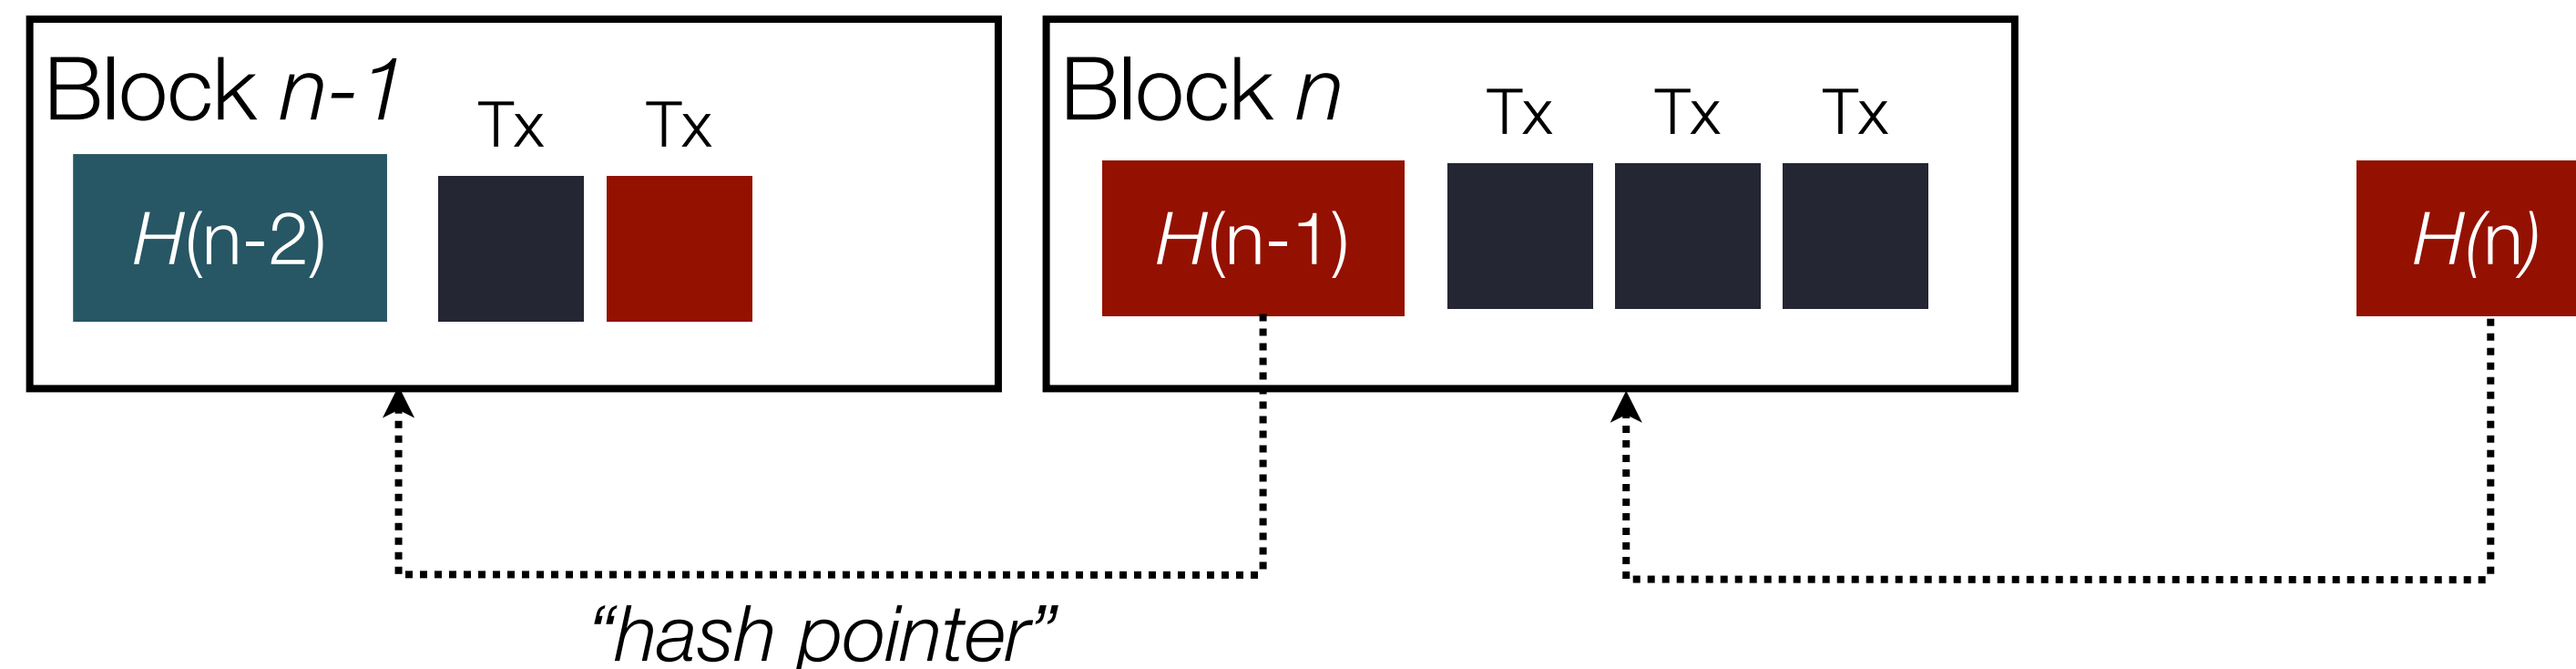 Block n-1
Tx Tx
H(n-2)
Block n
Tx Tx Tx
H(n-1)
H(n)
“hash pointer”